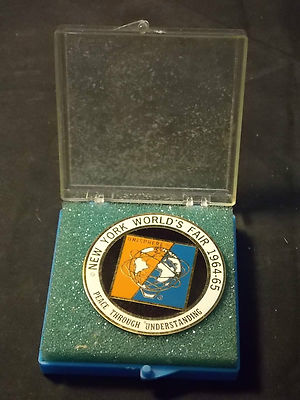 © NEW YORK WORLD'S FAIR 1964-65
UNISPHERE
PEACE THROUGH UNDERSTANDING